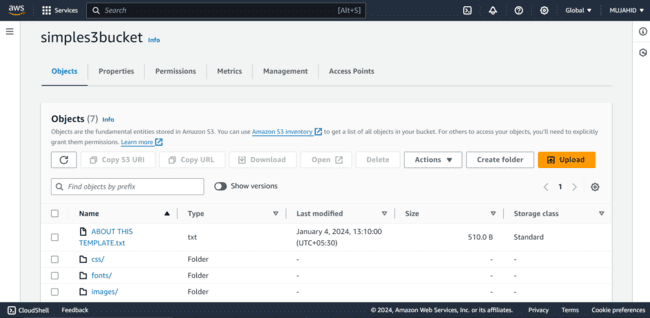 aws Services Search [Alt+S] Global MUJAHID
simples3bucket Info
Objects Properties Permissions Metrics Management Access Points
Objects (7) Info
Objects are the fundamental entities stored in Amazon S3. You can use Amazon S3 inventory to get a list of all objects in your bucket. For others to access your objects, you'll need to explicitly
grant them permissions. Learn more
Copy S3 URI Copy URL Download Open Delete Actions Create folder Upload
Find objects by prefix Show versions 1
Name Type Last modified Size Storage class
ABOUT THIS January 4, 2024, 13:10:00
TEMPLATE.txt txt (UTC+05:30) 510.0 B Standard
css/ Folder - - -
fonts/ Folder - - -
images/ Folder - - -
CloudShell Feedback © 2024, Amazon Web Services, Inc. or its affiliates. Privacy Terms Cookie preferences